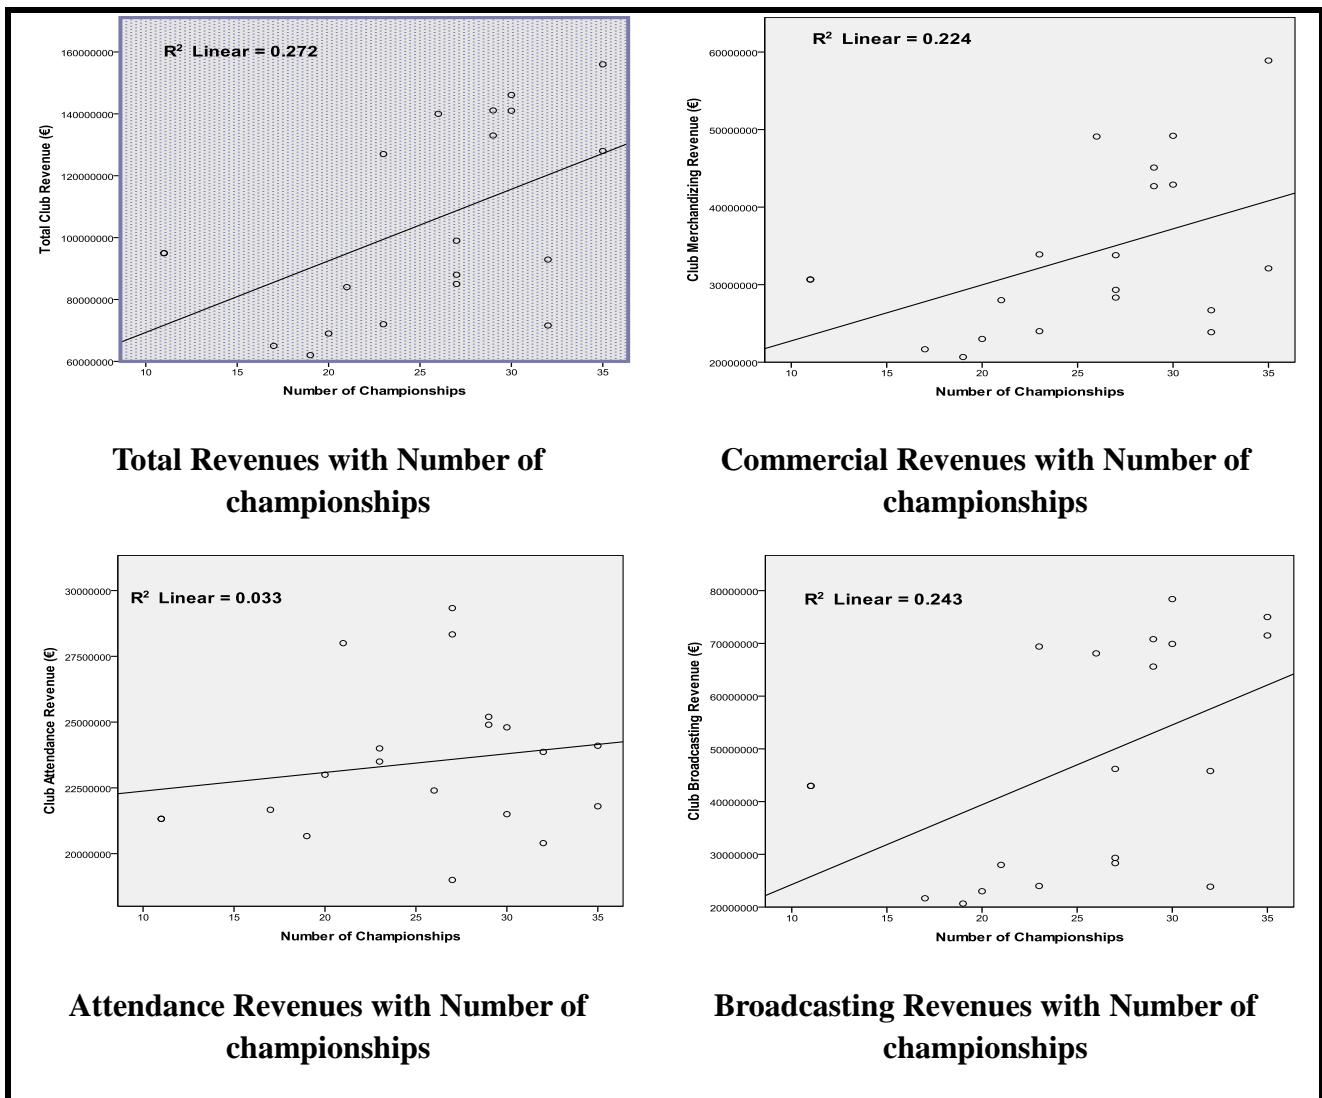 R² Linear = 0.272
Total Club Revenue (€)
160000000
140000000
120000000
100000000
80000000
60000000
10 15 20 25 30 35
Number of Championships
Total Revenues with Number of
championships
R² Linear = 0.224
Club Merchandizing Revenue (€)
60000000
50000000
40000000
30000000
20000000
10 15 20 25 30 35
Number of Championships
Commercial Revenues with Number of
championships
R² Linear = 0.033
Club Attendance Revenue (€)
30000000
27500000
25000000
22500000
20000000
10 15 20 25 30 35
Number of Championships
Attendance Revenues with Number of
championships
R² Linear = 0.243
Club Broadcasting Revenue (€)
80000000
70000000
60000000
50000000
40000000
30000000
20000000
10 15 20 25 30 35
Number of Championships
Broadcasting Revenues with Number of
championships